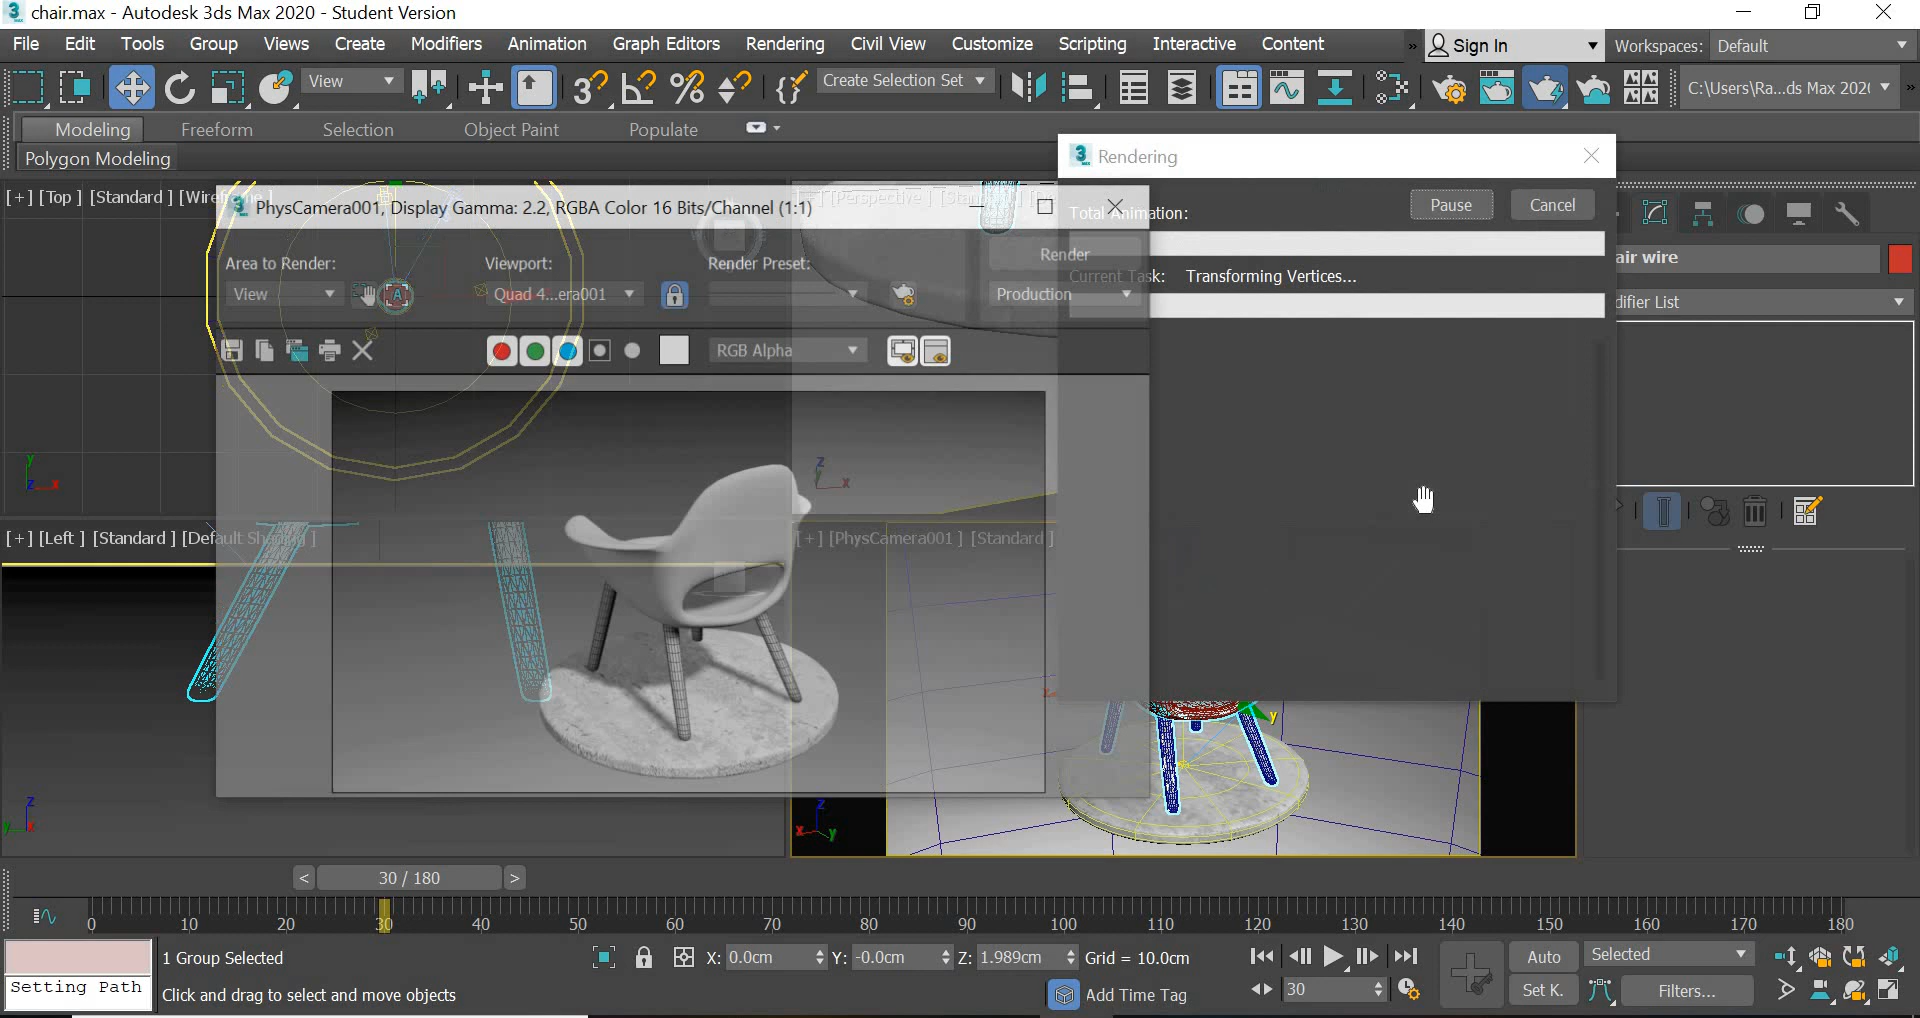 chair.max - Autodesk 3ds Max 2020 - Student Version
File Edit Tools Group Views Create Modifiers Animation Graph Editors Rendering Civil View Customize Scripting Interactive Content
» Sign In Workspaces: Default
View Create Selection Set C:\Users\Ra...ds Max 202(
Modeling Freeform Selection Object Paint Populate
Polygon Modeling
Rendering
[+] [Top ] [Standard ] [Wirefr
[+] [Perspective ] [Stan
PhysCamera001, Display Gamma: 2.2, RGBA Color 16 Bits/Channel (1:1)
Total Animation:
Pause Cancel
Area to Render: Viewport: Render Preset: Render
View Quad 4...era001 Production
Current Task: Transforming Vertices...
RGB Alpha
air wire
difier List
[+] [Left ] [Standard ] [Default Shading ]
[+] [PhysCamera001 ] [Standard ]
y
z x
z
x
z
y x
z
x y
y
< 30 / 180 >
0 10 20 30 40 50 60 70 80 90 100 110 120 130 140 150 160 170 180
1 Group Selected
X: 0.0cm Y: -0.0cm Z: 1.989cm Grid = 10.0cm
Auto Selected
Setting Path
Click and drag to select and move objects
Add Time Tag
30
Set K. Filters...